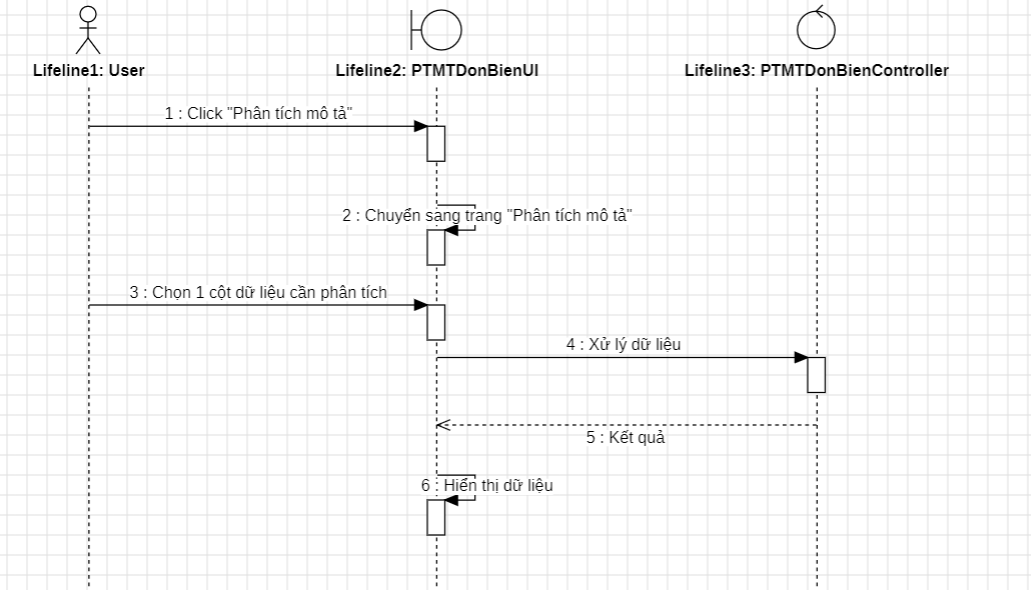 Lifeline1: User
Lifeline2: PTMTDonBienUI
Lifeline3: PTMTDonBienController
1 : Click "Phân tích mô tả"
2 : Chuyển sang trang "Phân tích mô tả"
3 : Chọn 1 cột dữ liệu cần phân tích
4 : Xử lý dữ liệu
5 : Kết quả
6 : Hiển thị dữ liệu